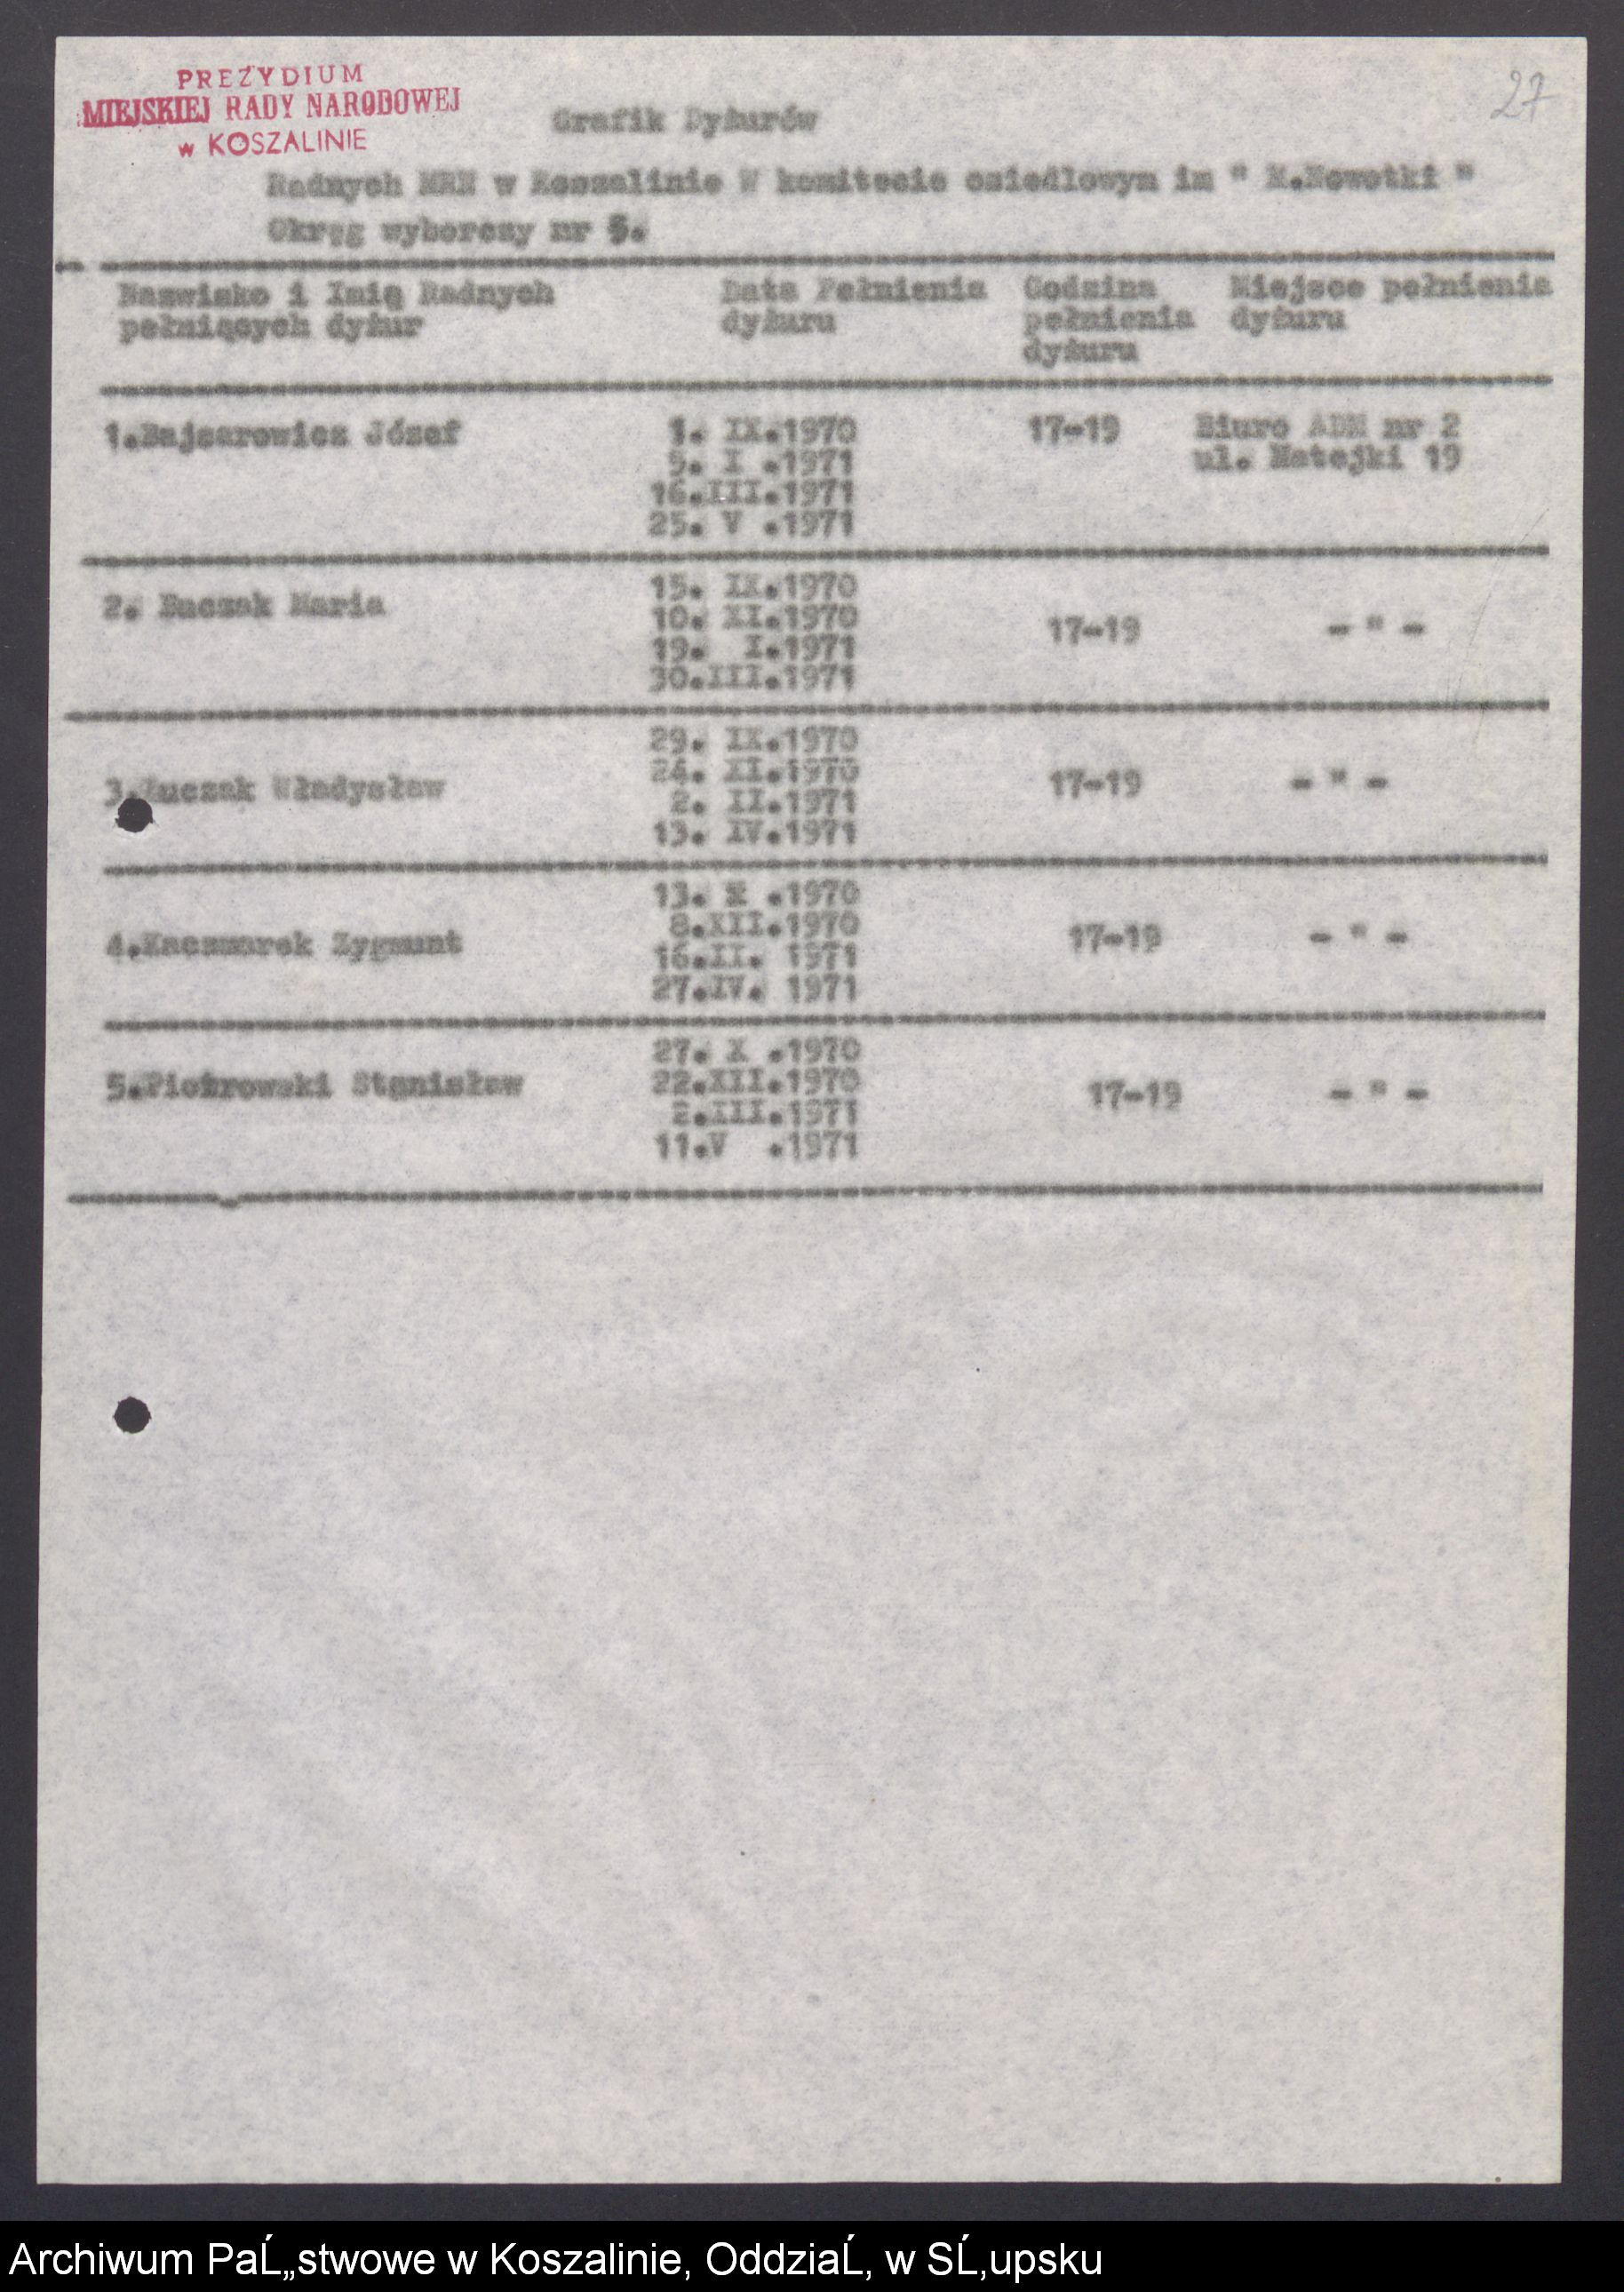 PREZYDIUM
MIEJSKIEJ RADY NARODOWEJ
w KOSZALINIE
27
Grafik Dyżurów
Radnych MRN w Koszalinie W komitecie osiedlowym im " M.Nowotki "
Okręg wyborczy nr 5.
Nazwisko i Imię Radnych Data Pełnienia Godzina Miejsce pełnienia
pełniących dyżur dyżuru pełnienia dyżuru
dyżuru
1.Bajsarowicz Józef 1. IX.1970 17-19 Biuro ADM nr 2
5. I .1971 ul. Matejki 19
16.III.1971
25. V .1971
15. IX.1970
2. Buczak Maria
10. XI.1970 17-19 - " -
19. I.1971
30.III.1971
29. IX.1970
24. XI.1970 17-19 - " -
3. Władysław 2. II.1971
13. IV.1971
13. X .1970
8.XII.1970 17-19 - " -
4.Kaczmarek Zygmunt 16.II. 1971
27.IV. 1971
27. X .1970
5.Piotrowski Stanisław 22.XII.1970 17-19 - " -
2.III.1971
11.V .1971
Archiwum PaĹ„stwowe w Koszalinie, OddziaĹ‚ w SĹ‚upsku